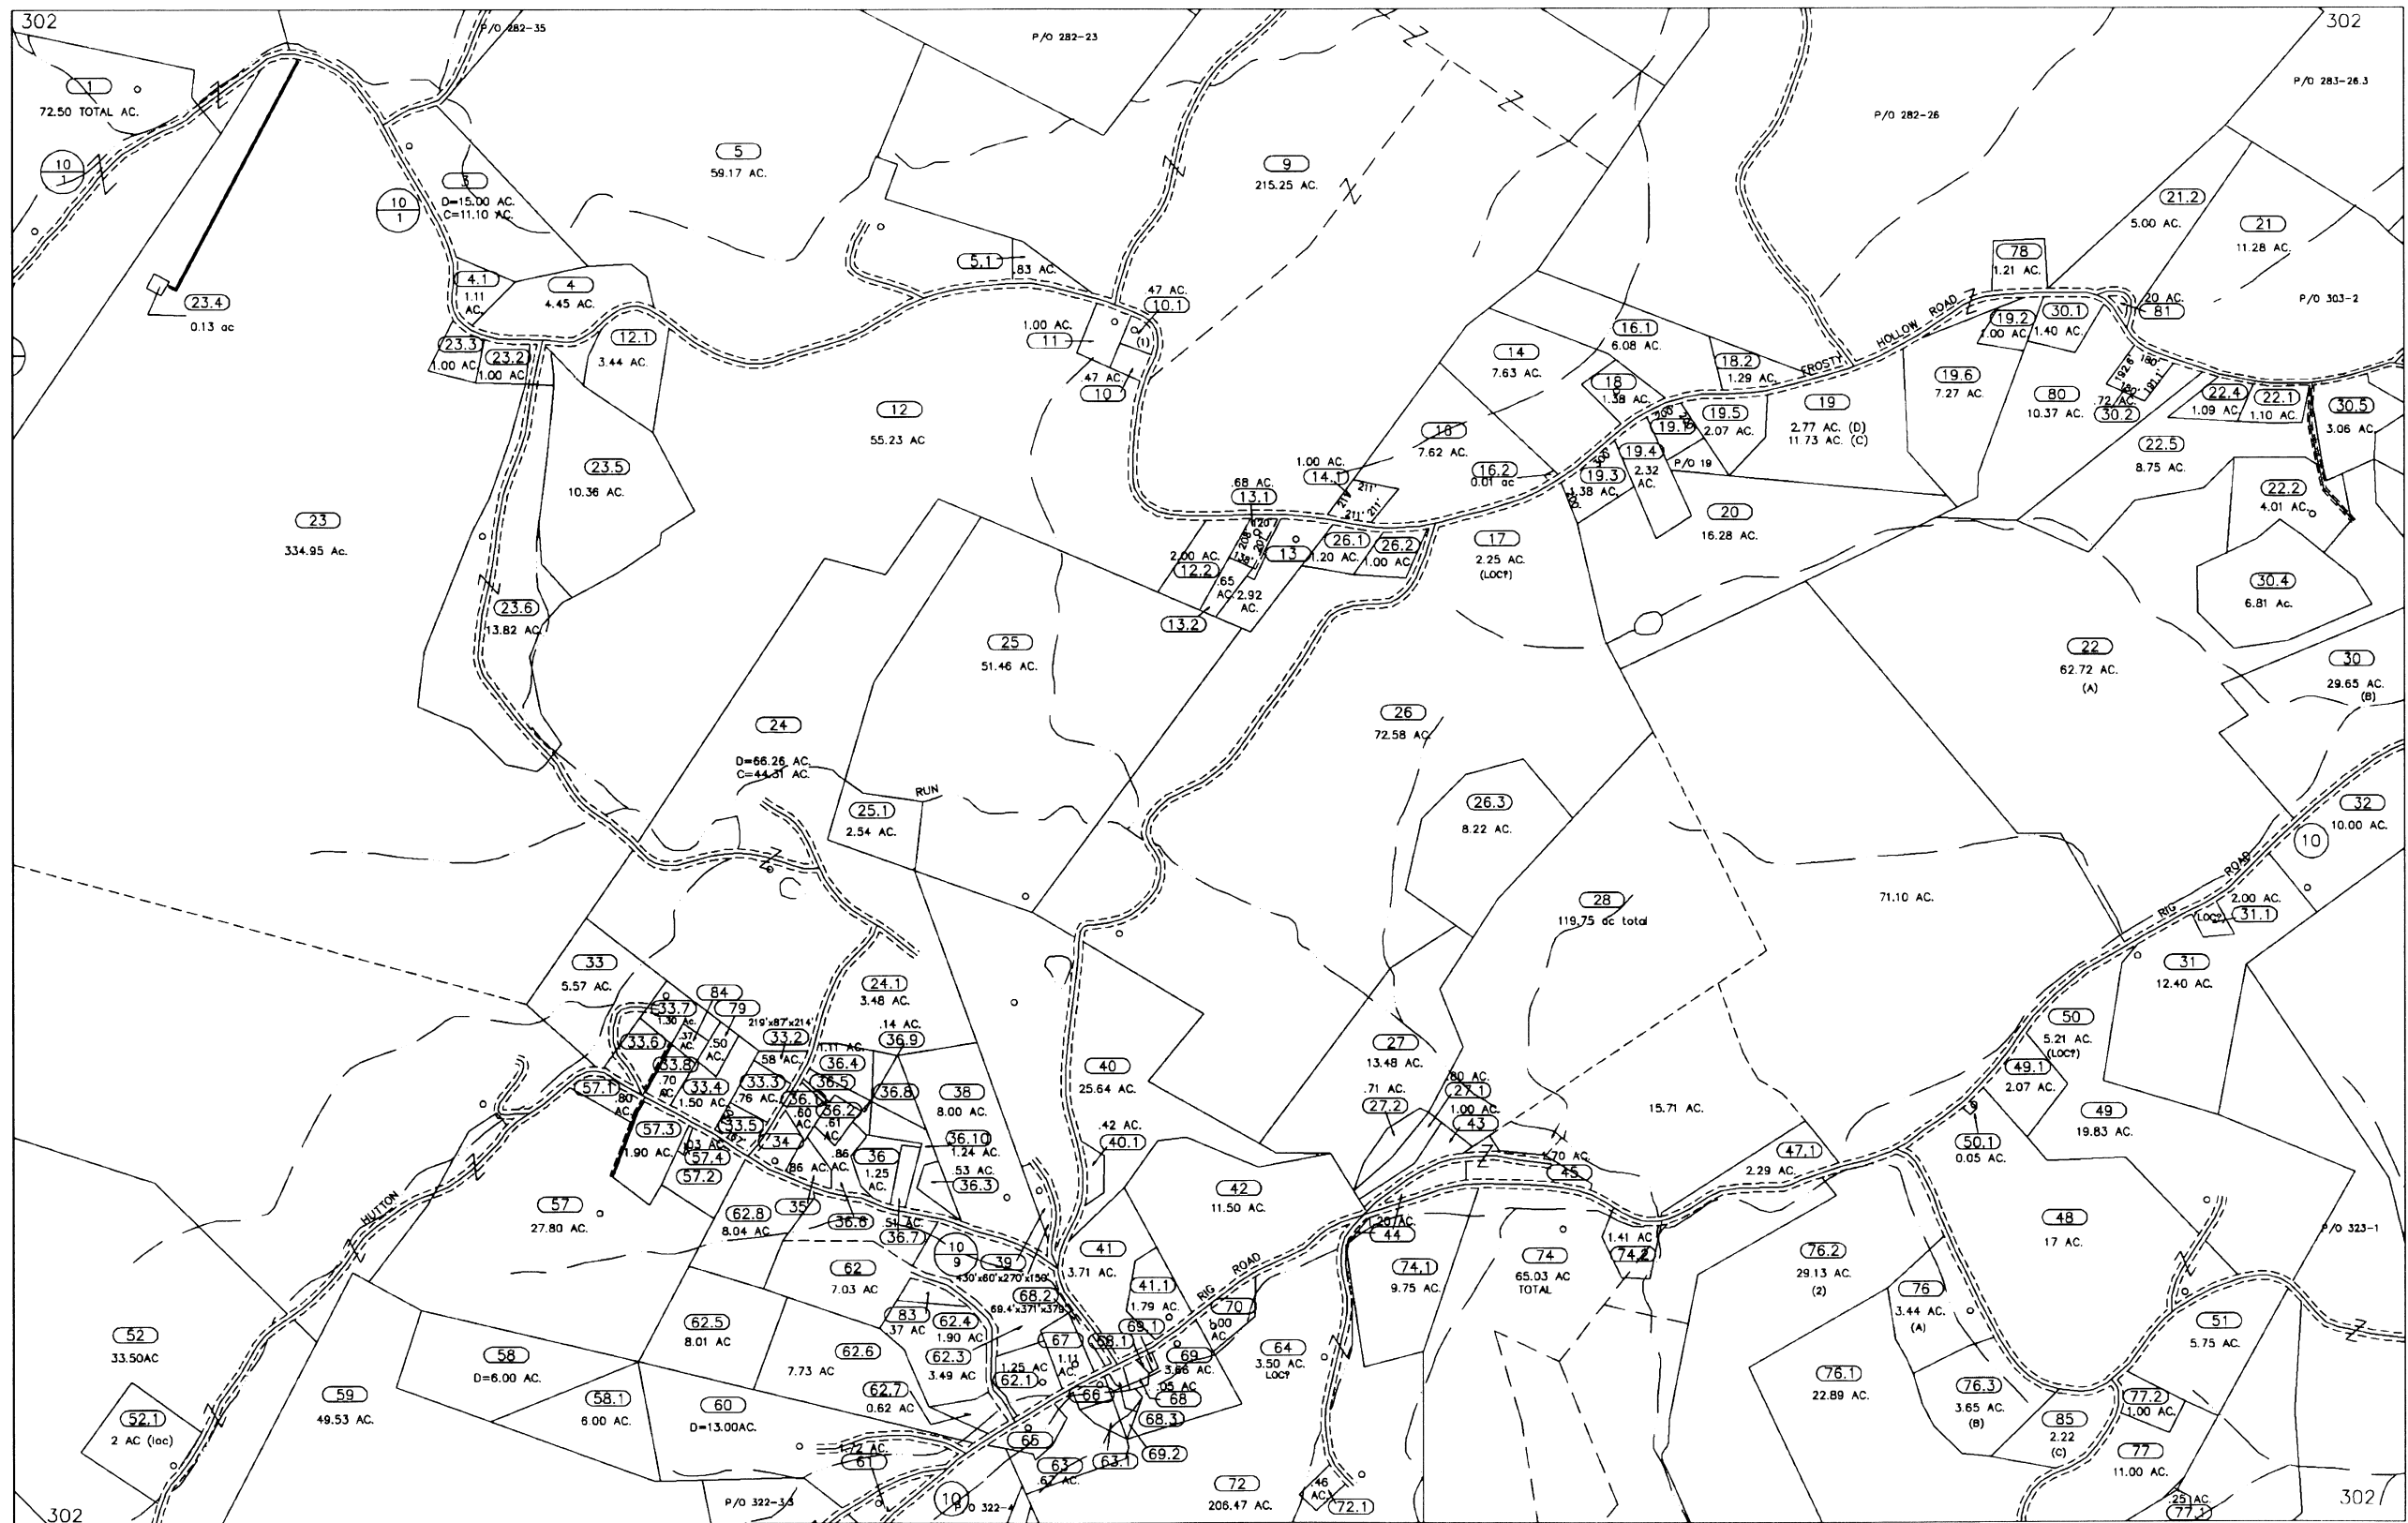 302
P/O 282-35
P/O 282-23
302
P/O 283-26.3
P/O 282-26
1
72.50 TOTAL AC.
10
1
10
1
3
D=15.00 AC.
C=11.10 AC.
5
59.17 AC.
9
215.25 AC.
21.2
5.00 AC.
21
11.28 AC.
78
1.21 AC.
P/O 303-2
23.4
0.13 ac
4.1
1.11
AC.
4
4.45 AC.
5.1
.83 AC.
.47 AC.
10.1
1.00 AC.
11
(1)
.47 AC.
10
23.3
1.00 AC.
23.2
1.00 AC.
12.1
3.44 AC.
12
55.23 AC
14
7.63 AC.
16.1
6.08 AC.
18.2
1.29 AC.
18
1.38 AC.
FROSTY
HOLLOW
ROAD
19.2
1.00 AC.
30.1
1.40 AC.
.20 AC.
81
192.6'
180'
191.1'
.72 AC.
30.2
19.6
7.27 AC.
80
10.37 AC.
22.4
1.09 AC.
22.1
1.10 AC.
30.5
3.06 AC.
19.1
19.5
2.07 AC.
19
2.77 AC. (D)
11.73 AC. (C)
22.5
8.75 AC.
22.2
4.01 AC.
23.5
10.36 AC.
23
334.95 Ac.
16
7.62 AC.
16.2
0.01 ac
300'
19.3
1.38 AC.
200'
19.4
2.32
AC.
P/O 19
20
16.28 AC.
1.00 AC.
14.1
211'
211'
211'
211'
.68 AC.
13.1
120'
208'
201'
138'
13
26.1
1.20 AC.
26.2
1.00 AC.
17
2.25 AC.
(LOC?)
2.00 AC.
12.2
.65
AC.
2.92
AC.
13.2
23.6
13.82 AC.
30.4
6.81 Ac.
25
51.46 AC.
22
62.72 AC.
(A)
30
29.65 AC.
(B)
24
D=66.26 AC.
C=44.31 AC.
26
72.58 AC.
RUN
25.1
2.54 AC.
26.3
8.22 AC.
32
10.00 AC.
10
28
119.75 ac total
71.10 AC.
RIG
ROAD
2.00 AC.
(LOC?)
31.1
31
12.40 AC.
33
5.57 AC.
24.1
3.48 AC.
84
79
33.7
1.30 Ac.
.37
AC.
.50
AC.
33.6
33.8
.70
AC.
219'x87'x214'
33.2
.58 AC.
.14 AC.
36.9
1.11 AC.
36.4
36.5
36.8
38
8.00 AC.
40
25.64 AC.
27
13.48 AC.
.71 AC.
27.2
.80 AC.
27.1
1.00 AC.
43
15.71 AC.
50
5.21 AC.
(LOC?)
49.1
2.07 AC.
49
19.83 AC.
50.1
0.05 AC.
57.1
.80
AC.
33.4
1.50 AC.
33.3
.76 AC.
36.1
.60
AC.
36.2
.61
AC.
33.5
34
57.3
1.90 AC.
57.4
57.2
.86 AC.
.86
AC.
36
1.25
AC.
36.10
1.24 AC.
.53 AC.
36.3
.42 AC.
40.1
1.70 AC.
45
47.1
2.29 AC.
HUTTON
57
27.80 AC.
62.8
8.04 AC
35
36.6
.51 AC.
36.7
10
9
39
430'x60'x270'x150'
68.2
69.4'x371'x379'
42
11.50 AC.
41
3.71 AC.
41.1
1.79 AC.
RIG
ROAD
70
1.00
AC
1.20 AC.
44
74.1
9.75 AC.
74
65.03 AC
TOTAL
1.41 AC
74.2
76.2
29.13 AC.
(2)
76
3.44 AC.
(A)
48
17 AC.
P/O 323-1
51
5.75 AC.
62
7.03 AC
83
.37 AC
62.4
1.90 AC
62.3
3.49 AC
62.5
8.01 AC
62.6
7.73 AC
62.7
0.62 AC
67
1.11
AC.
1.25 AC
62.1
68.1
69.1
69
3.66 AC.
.05 AC
68
66
68.3
69.2
64
3.50 AC.
LOC?
76.1
22.89 AC.
76.3
3.65 AC.
(B)
85
2.22
(C)
77.2
1.00 AC.
77
11.00 AC.
52
33.50AC
52.1
2 AC (loc)
59
49.53 AC.
58
D=6.00 AC.
58.1
6.00 AC.
60
D=13.00AC.
1.72 AC.
61
65
63
.67 AC.
63.1
72
206.47 AC.
.46
AC.
72.1
P/O 322-4
10
.25 AC.
77.1
302
302